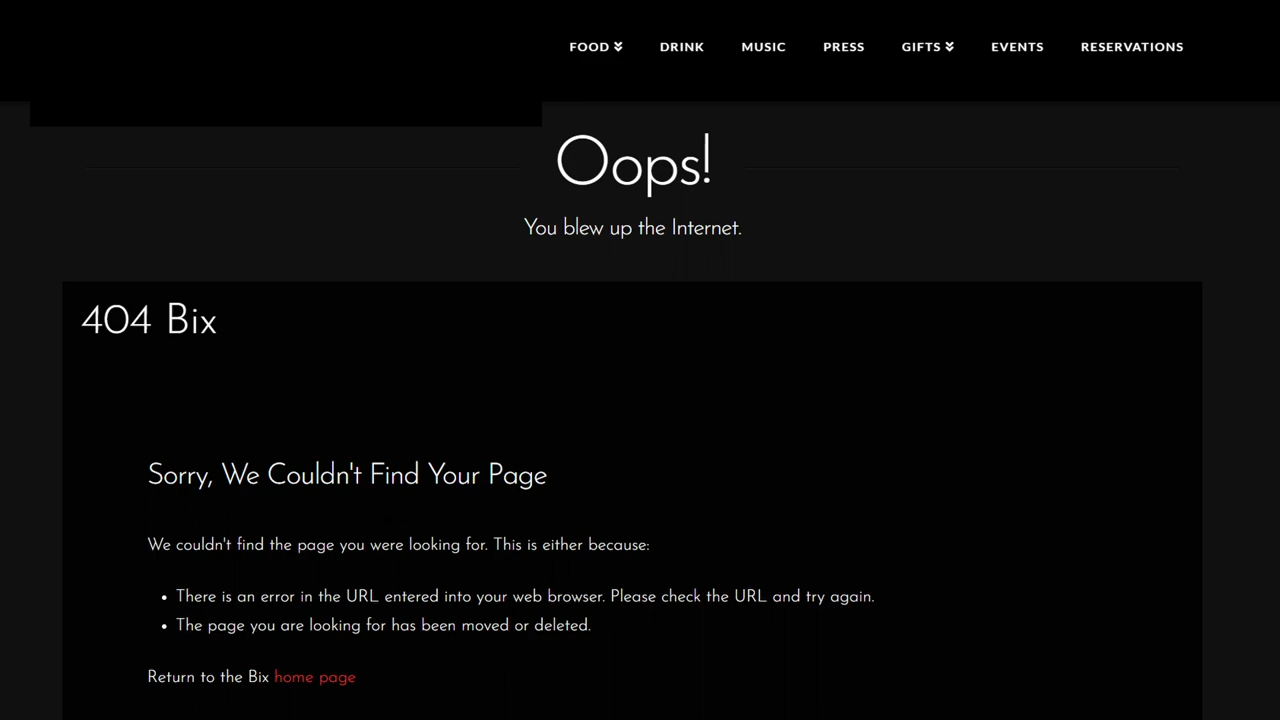 FOOD DRINK MUSIC PRESS GIFTS EVENTS RESERVATIONS
Oops!
You blew up the Internet.
404 Bix
Sorry, We Couldn't Find Your Page
We couldn't find the page you were looking for. This is either because:
• There is an error in the URL entered into your web browser. Please check the URL and try again.
• The page you are looking for has been moved or deleted.
Return to the Bix home page